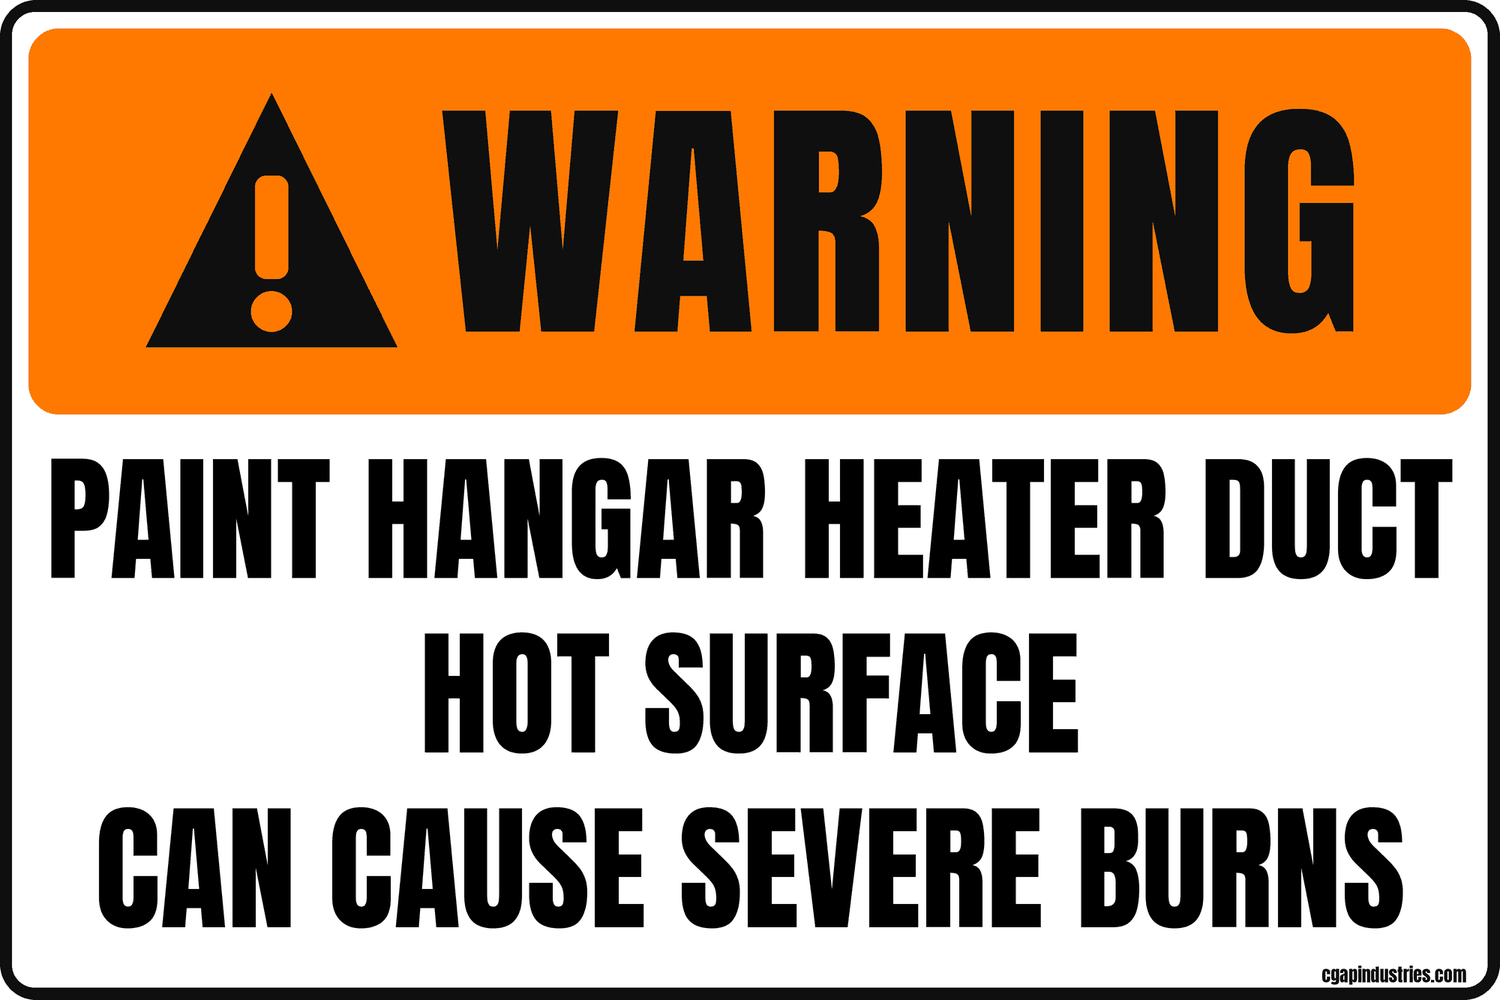 WARNING
PAINT HANGAR HEATER DUCT
HOT SURFACE
CAN CAUSE SEVERE BURNS
cgapindustries.com